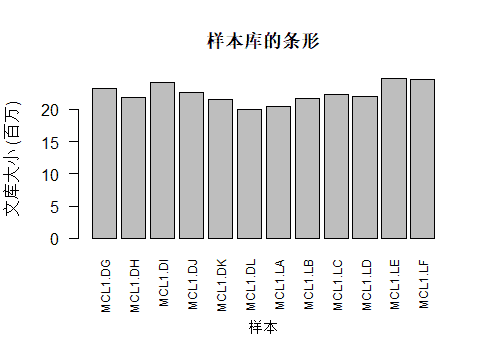 样本库的条形
文库大小 (百万)
20
15
10
5
0
MCL1.DG
MCL1.DH
MCL1.DI
MCL1.DJ
MCL1.DK
MCL1.DL
MCL1.LA
MCL1.LB
MCL1.LC
MCL1.LD
MCL1.LE
MCL1.LF
样本